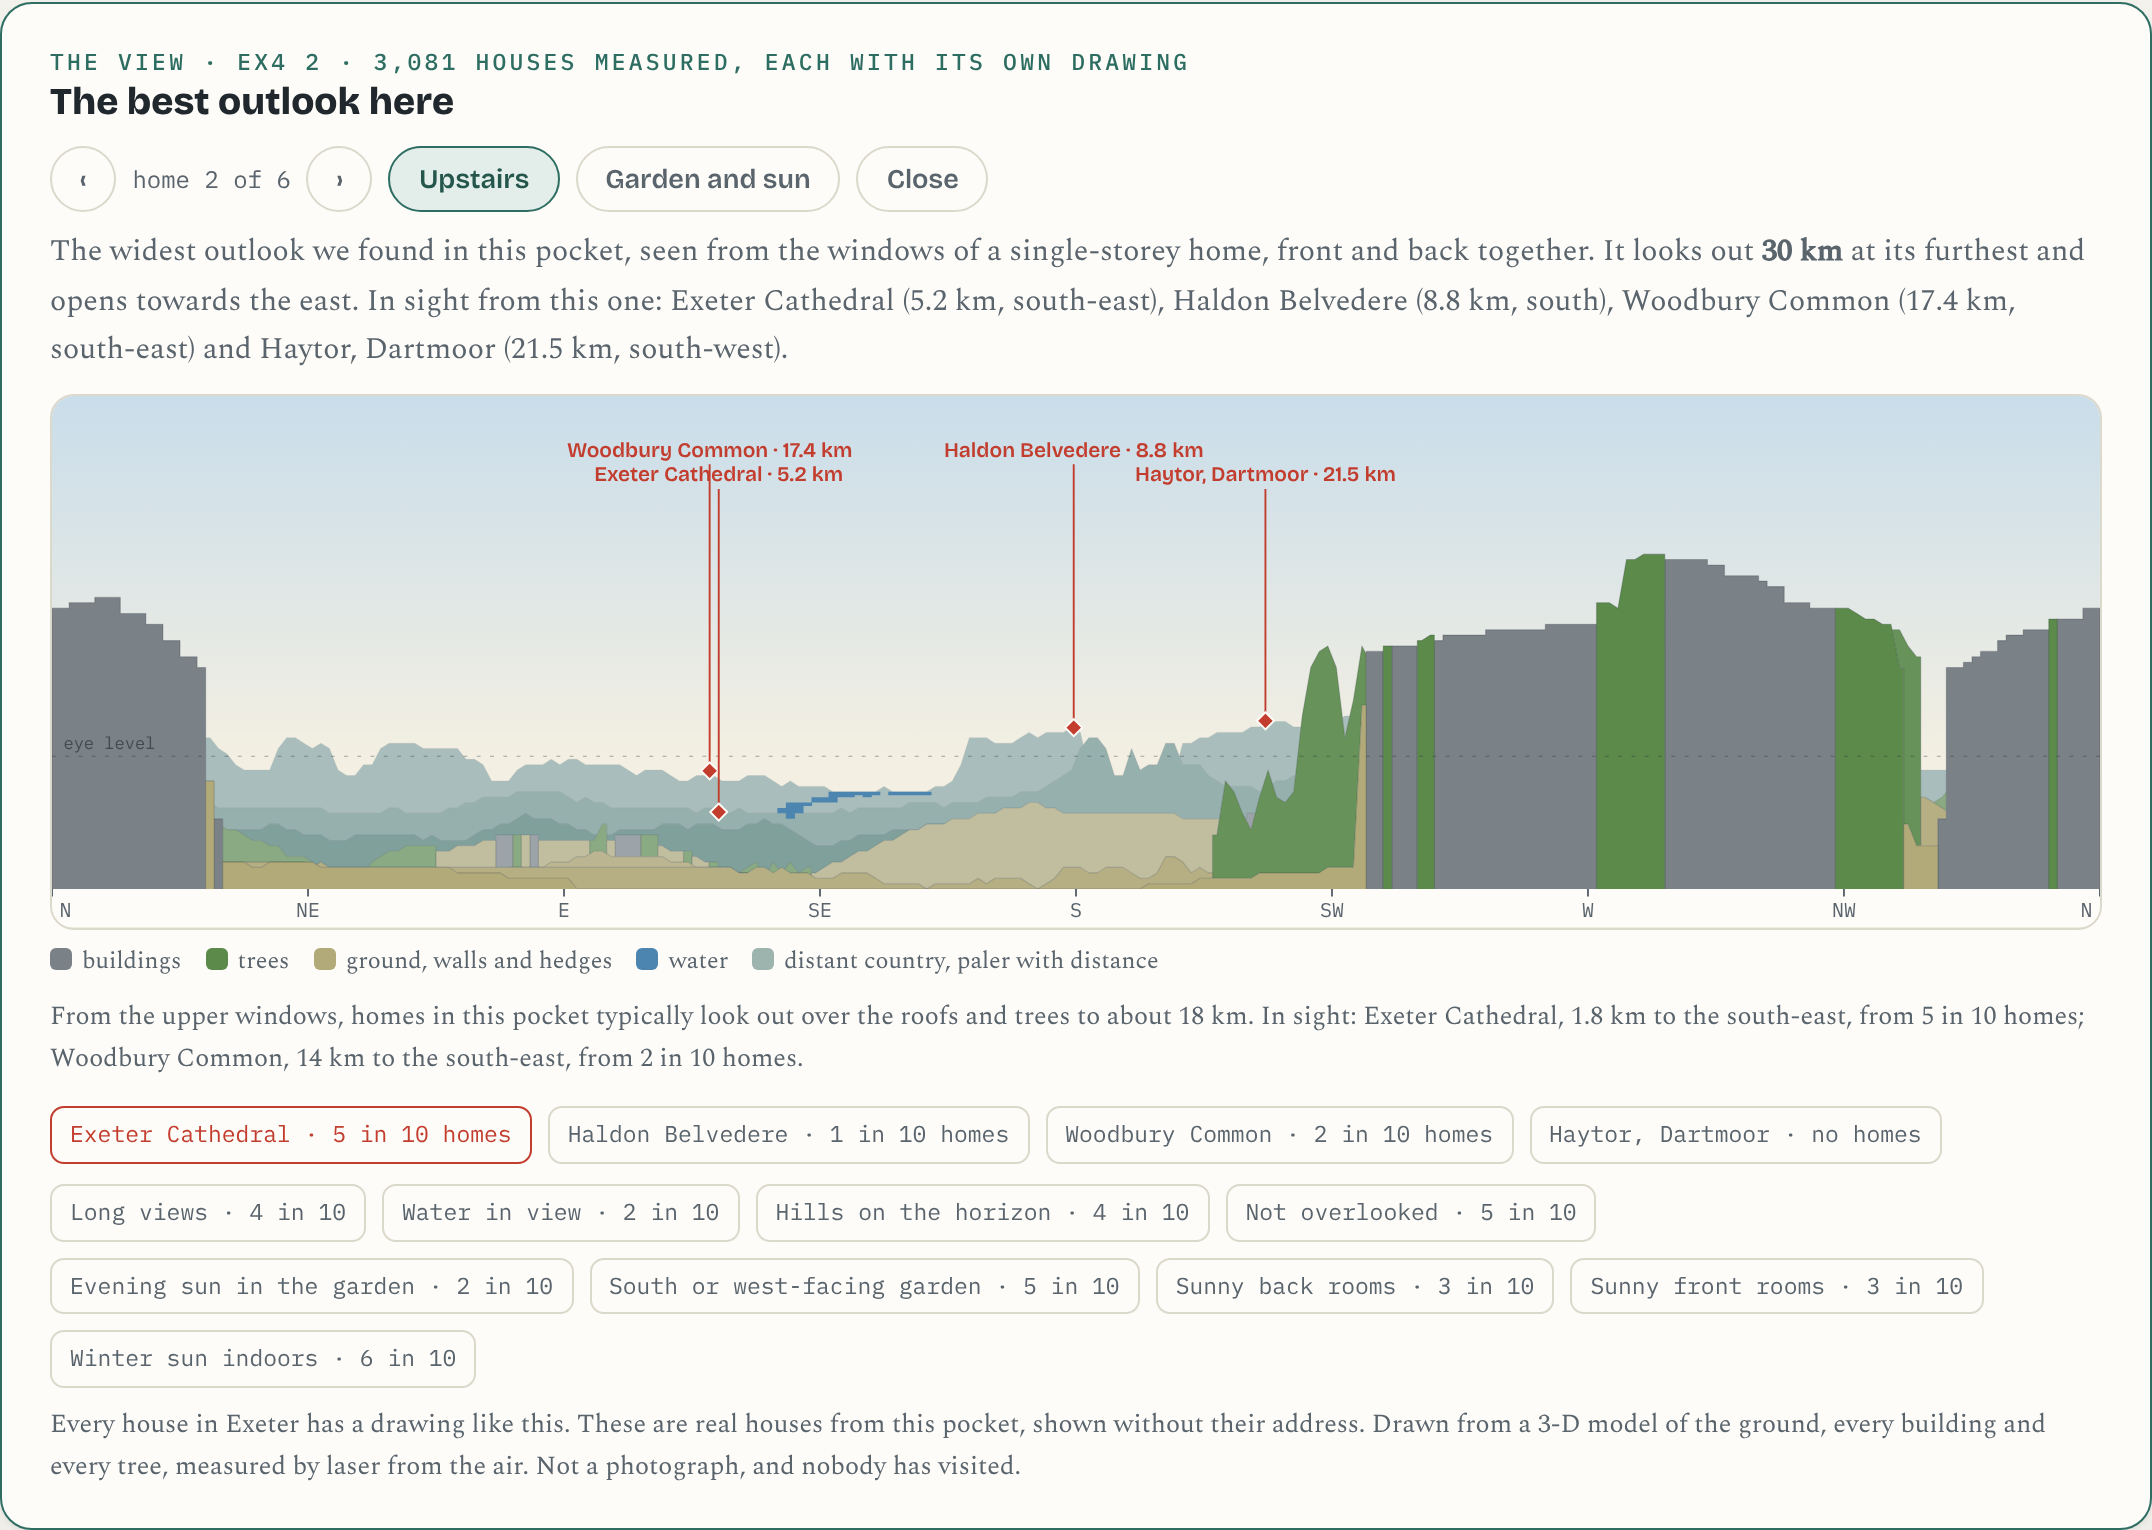 THE VIEW · EX4 2 · 3,081 HOUSES MEASURED, EACH WITH ITS OWN DRAWING
The best outlook here
‹ home 2 of 6 › Upstairs Garden and sun Close
The widest outlook we found in this pocket, seen from the windows of a single-storey home, front and back together. It looks out 30 km at its furthest and
opens towards the east. In sight from this one: Exeter Cathedral (5.2 km, south-east), Haldon Belvedere (8.8 km, south), Woodbury Common (17.4 km,
south-east) and Haytor, Dartmoor (21.5 km, south-west).
Woodbury Common · 17.4 km Haldon Belvedere · 8.8 km
Exeter Cathedral · 5.2 km Haytor, Dartmoor · 21.5 km
eye level
N NE E SE S SW W NW N
buildings trees ground, walls and hedges water distant country, paler with distance
From the upper windows, homes in this pocket typically look out over the roofs and trees to about 18 km. In sight: Exeter Cathedral, 1.8 km to the south-east, from 5 in 10 homes;
Woodbury Common, 14 km to the south-east, from 2 in 10 homes.
Exeter Cathedral · 5 in 10 homes Haldon Belvedere · 1 in 10 homes Woodbury Common · 2 in 10 homes Haytor, Dartmoor · no homes
Long views · 4 in 10 Water in view · 2 in 10 Hills on the horizon · 4 in 10 Not overlooked · 5 in 10
Evening sun in the garden · 2 in 10 South or west-facing garden · 5 in 10 Sunny back rooms · 3 in 10 Sunny front rooms · 3 in 10
Winter sun indoors · 6 in 10
Every house in Exeter has a drawing like this. These are real houses from this pocket, shown without their address. Drawn from a 3-D model of the ground, every building and
every tree, measured by laser from the air. Not a photograph, and nobody has visited.